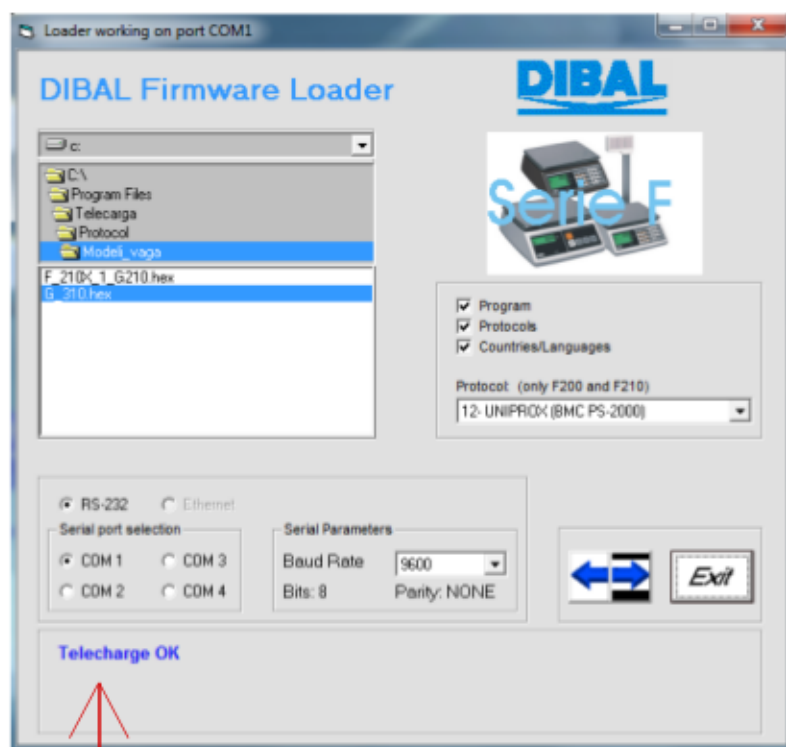 Loader working on port COM1
DIBAL Firmware Loader
DIBAL
c:
C:\
Program Files
Telecarga
Protocol
Modeli_vaga
F_210X_1_G210.hex
G_310.hex
Serie F
Program
Protocols
Countries/Languages
Protocol: (only F200 and F210)
12- UNIPROX (BMC PS-2000)
RS-232 Ethernet
Serial port selection
COM 1 COM 3
COM 2 COM 4
Serial Parameters
Baud Rate 9600
Bits: 8 Parity: NONE
Exit
Telecharge OK